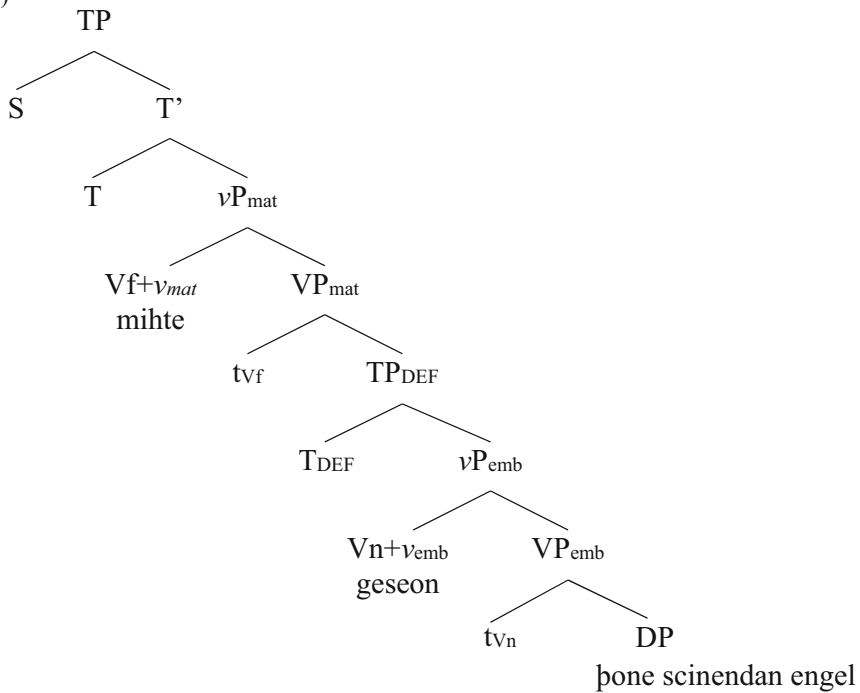 )
TP
S T’
T vPmat
Vf+vmat VPmat
mihte
tVf TPDEF
TDEF vPemb
Vn+vemb VPemb
geseon
tVn DP
þone scinendan engel